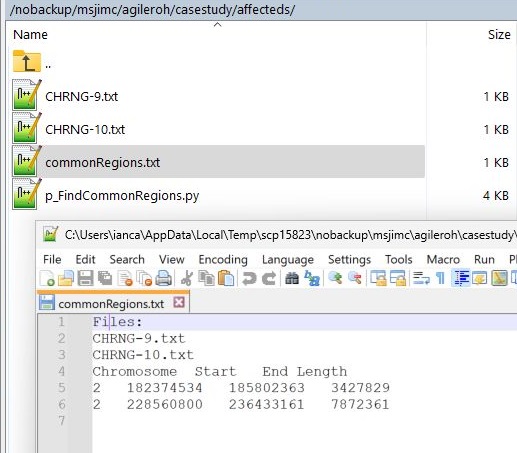 /nobackup/msjimc/agileroh/casestudy/affecteds/
Name Size
..
CHRNG-9.txt 1 KB
CHRNG-10.txt 1 KB
commonRegions.txt 1 KB
p_FindCommonRegions.py 4 KB
C:\Users\ianca\AppData\Local\Temp\scp15823\nobackup\msjimc\agileroh\casestudy\
File Edit Search View Encoding Language Settings Tools Macro Run
commonRegions.txt
1 Files:
2 CHRNG-9.txt
3 CHRNG-10.txt
4 Chromosome Start End Length
5 2 182374534 185802363 3427829
6 2 228560800 236433161 7872361
7